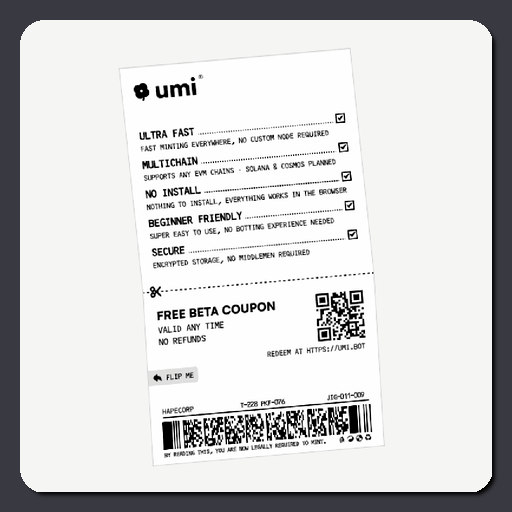 umi®
ULTRA FAST
FAST MINTING EVERYWHERE, NO CUSTOM NODE REQUIRED
MULTICHAIN
SUPPORTS ANY EVM CHAINS - SOLANA & COSMOS PLANNED
NO INSTALL
NOTHING TO INSTALL, EVERYTHING WORKS IN THE BROWSER
BEGINNER FRIENDLY
SUPER EASY TO USE, NO BOTTING EXPERIENCE NEEDED
SECURE
ENCRYPTED STORAGE, NO MIDDLEMEN REQUIRED
FREE BETA COUPON
VALID ANY TIME
NO REFUNDS
REDEEM AT HTTPS://UMI.BOT
FLIP ME
HAPECORP T-228 PKF-076 JIG-011-009
BY READING THIS, YOU ARE NOW LEGALLY REQUIRED TO MINT.